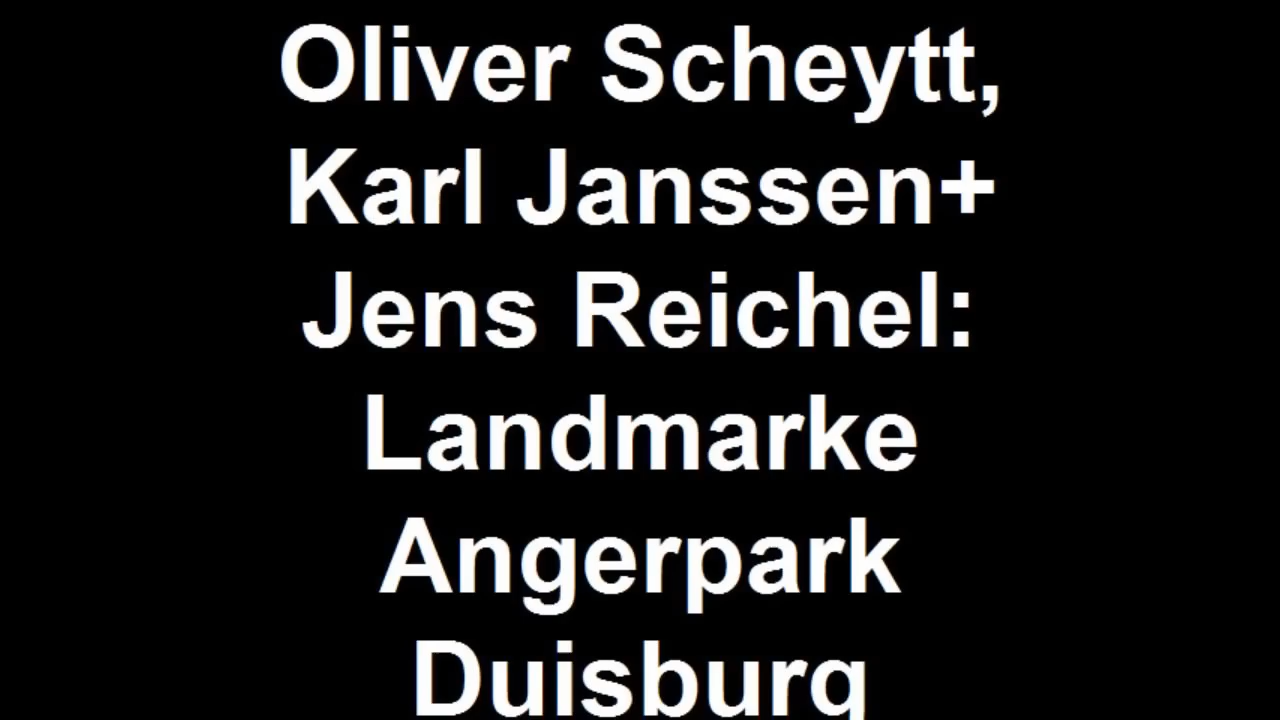 Oliver Scheytt,
Karl Janssen+
Jens Reichel:
Landmarke
Angerpark
Duisburg